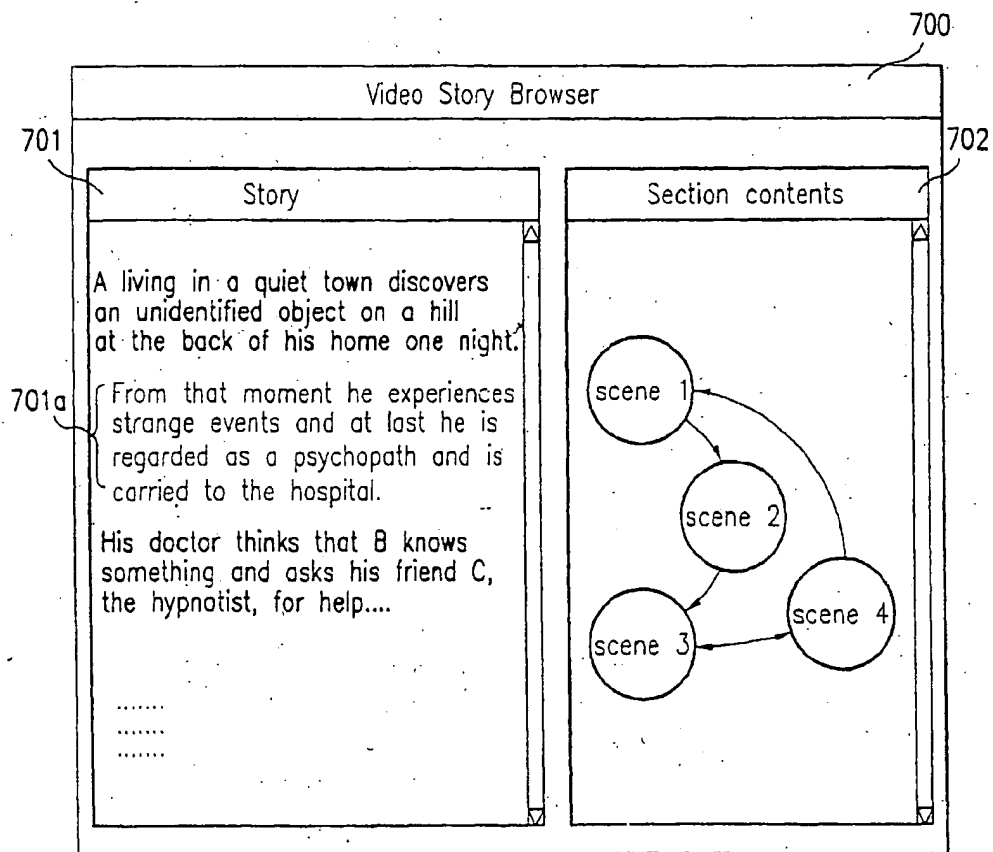 700
Video Story Browser
701
702
Story
Section contents
A living in a quiet town discovers
an unidentified object on a hill
at the back of his home one night.
701a
From that moment he experiences
strange events and at last he is
regarded as a psychopath and is
carried to the hospital.
His doctor thinks that B knows
something and asks his friend C,
the hypnotist, for help....
.......
.......
.......
scene 1
scene 2
scene 4
scene 3